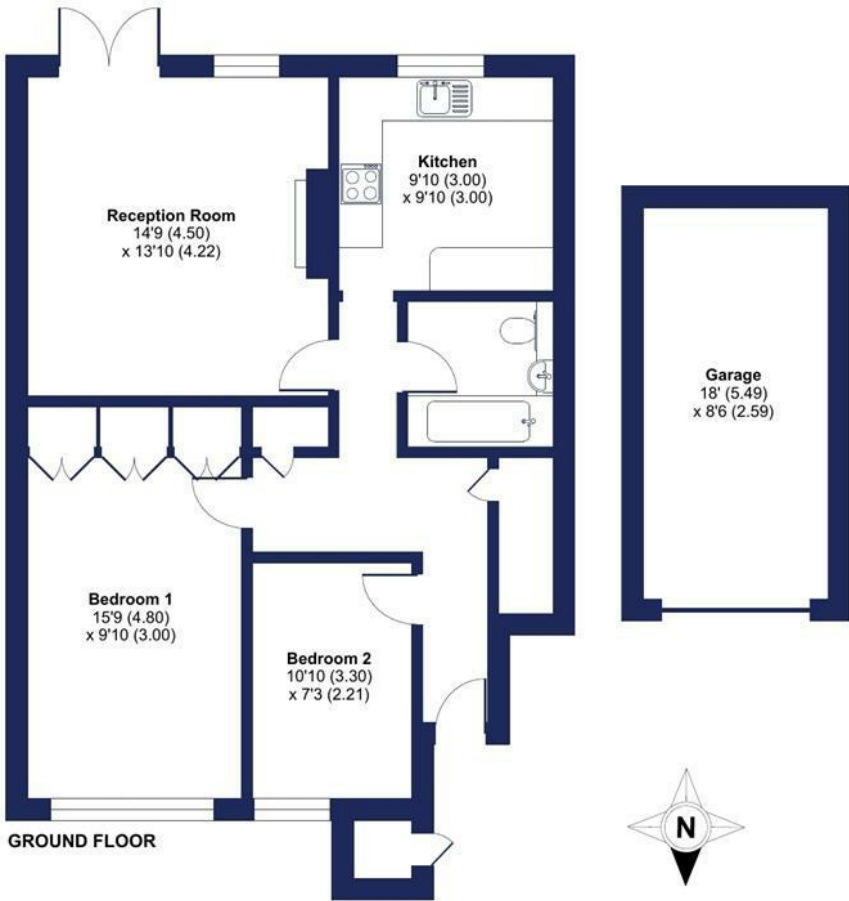 Kitchen
9'10 (3.00)
x 9'10 (3.00)
Reception Room
14'9 (4.50)
x 13'10 (4.22)
Garage
18' (5.49)
x 8'6 (2.59)
Bedroom 1
15'9 (4.80)
x 9'10 (3.00)
Bedroom 2
10'10 (3.30)
x 7'3 (2.21)
GROUND FLOOR
N